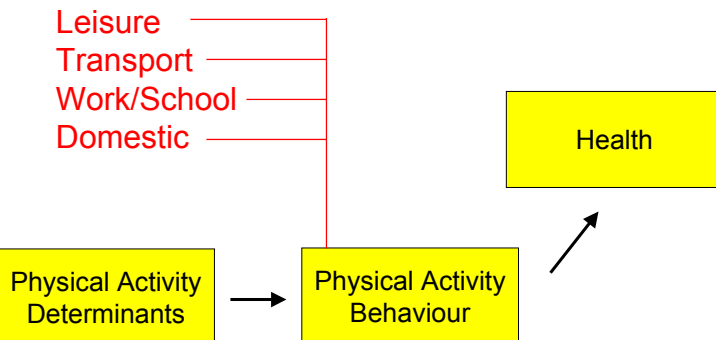 Leisure
Transport
Work/School
Domestic
Health
Physical Activity
Determinants
Physical Activity
Behaviour